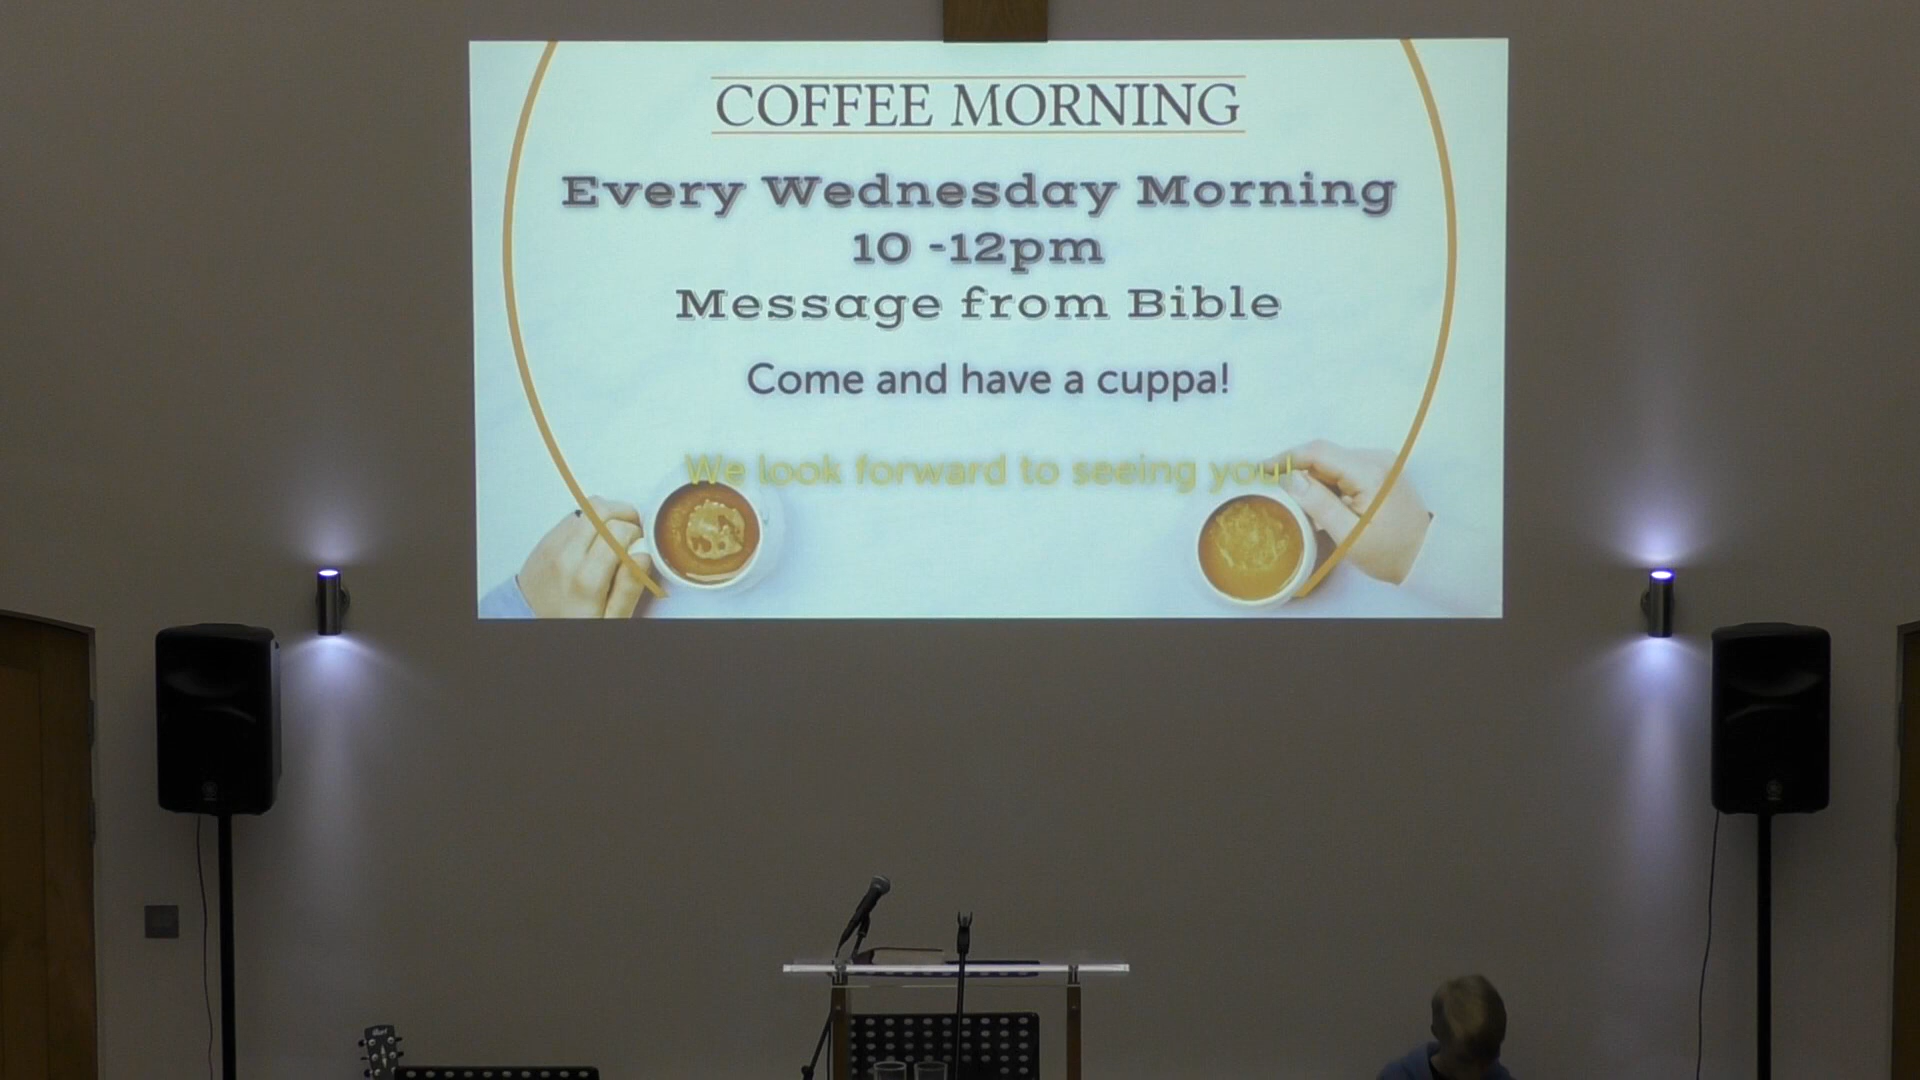 COFFEE MORNING
Every Wednesday Morning
10 -12pm
Message from Bible
Come and have a cuppa!
We look forward to seeing you!